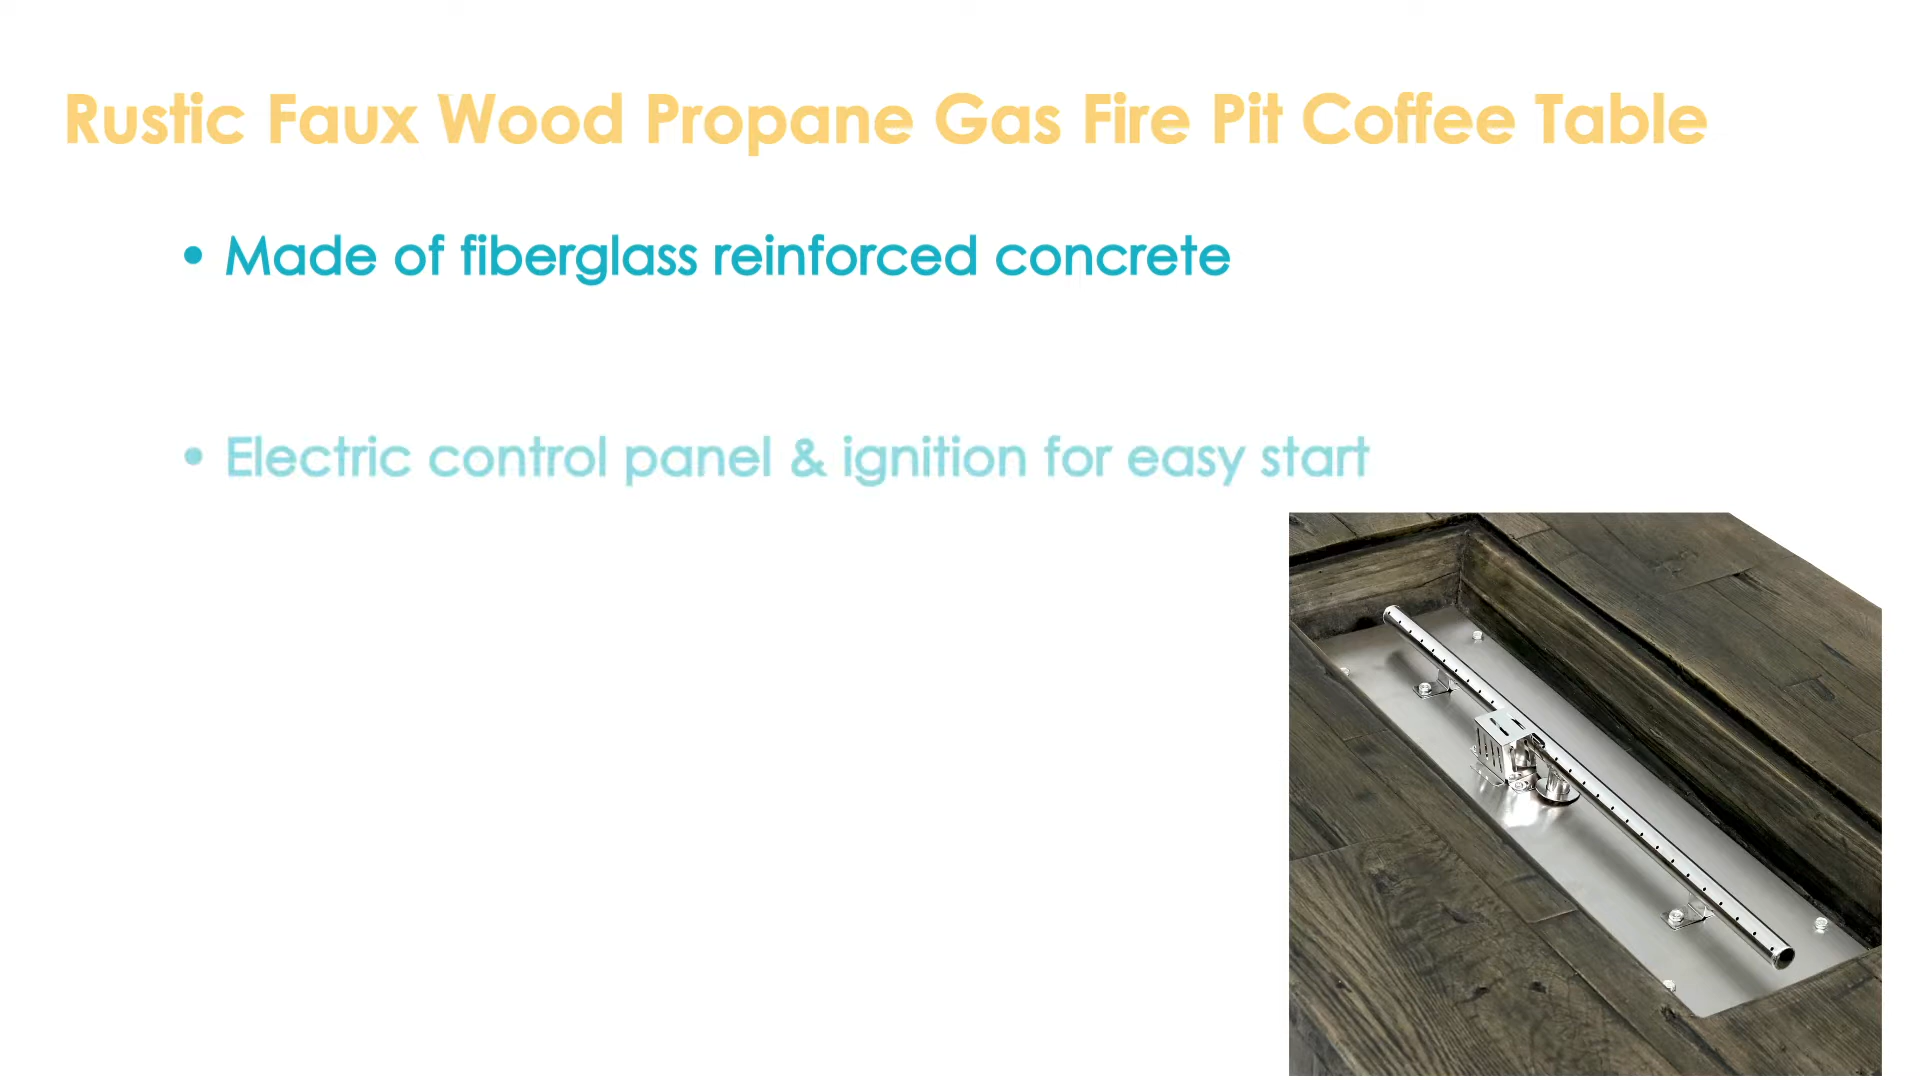 Rustic Faux Wood Propane Gas Fire Pit Coffee Table
• Made of fiberglass reinforced concrete
• Electric control panel & ignition for easy start